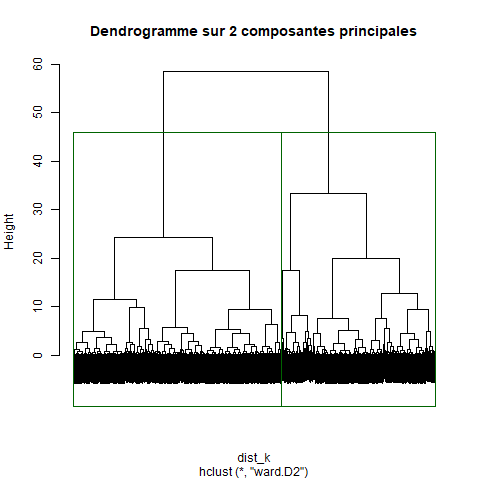 Dendrogramme sur 2 composantes principales
60
50
40
30
20
10
0
Height
dist_k
hclust (*, "ward.D2")